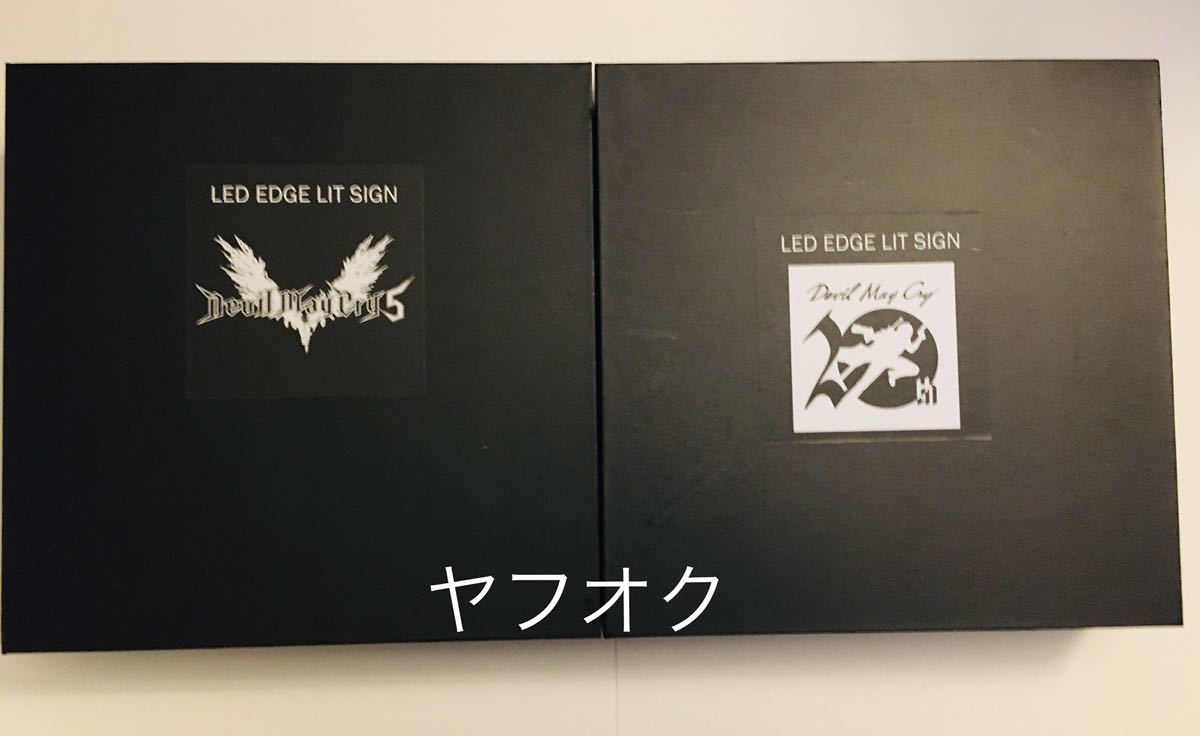 LED EDGE LIT SIGN
Devil May Cry 5
LED EDGE LIT SIGN
Devil May Cry
10th
ヤフオク